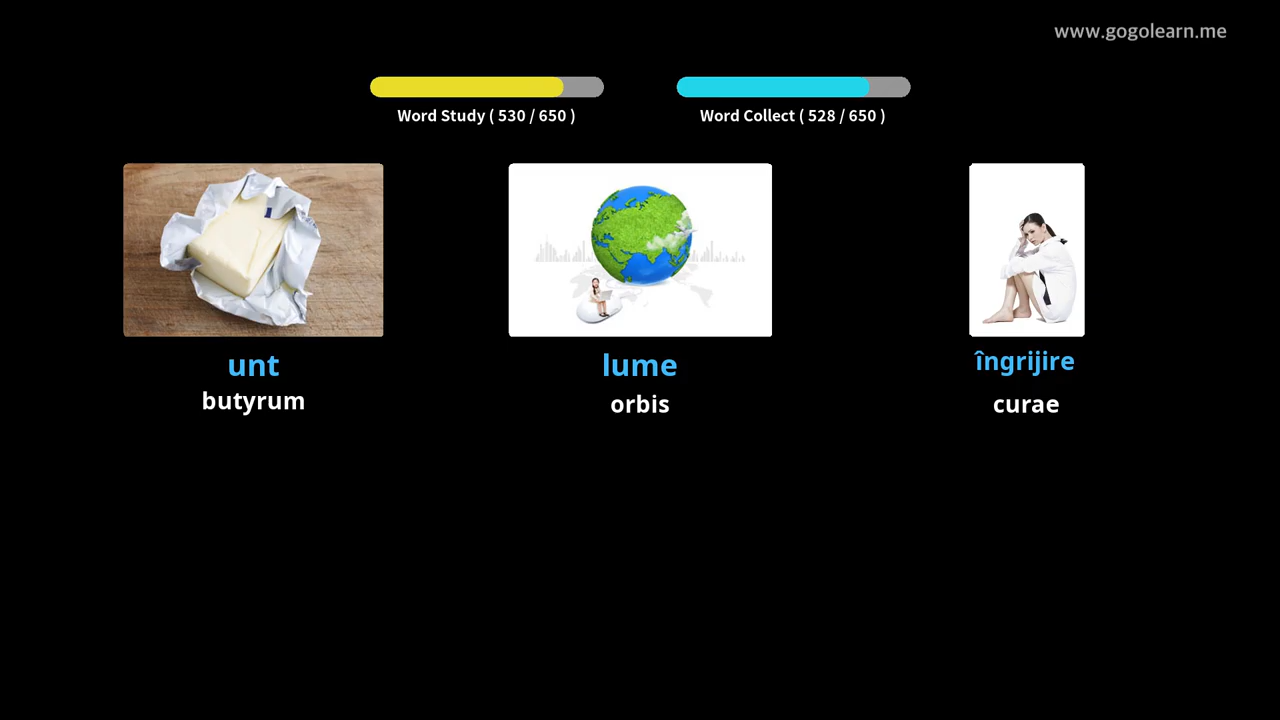 www.gogolearn.me
Word Study ( 530 / 650 )
Word Collect ( 528 / 650 )
unt
lume
îngrijire
butyrum
orbis
curae